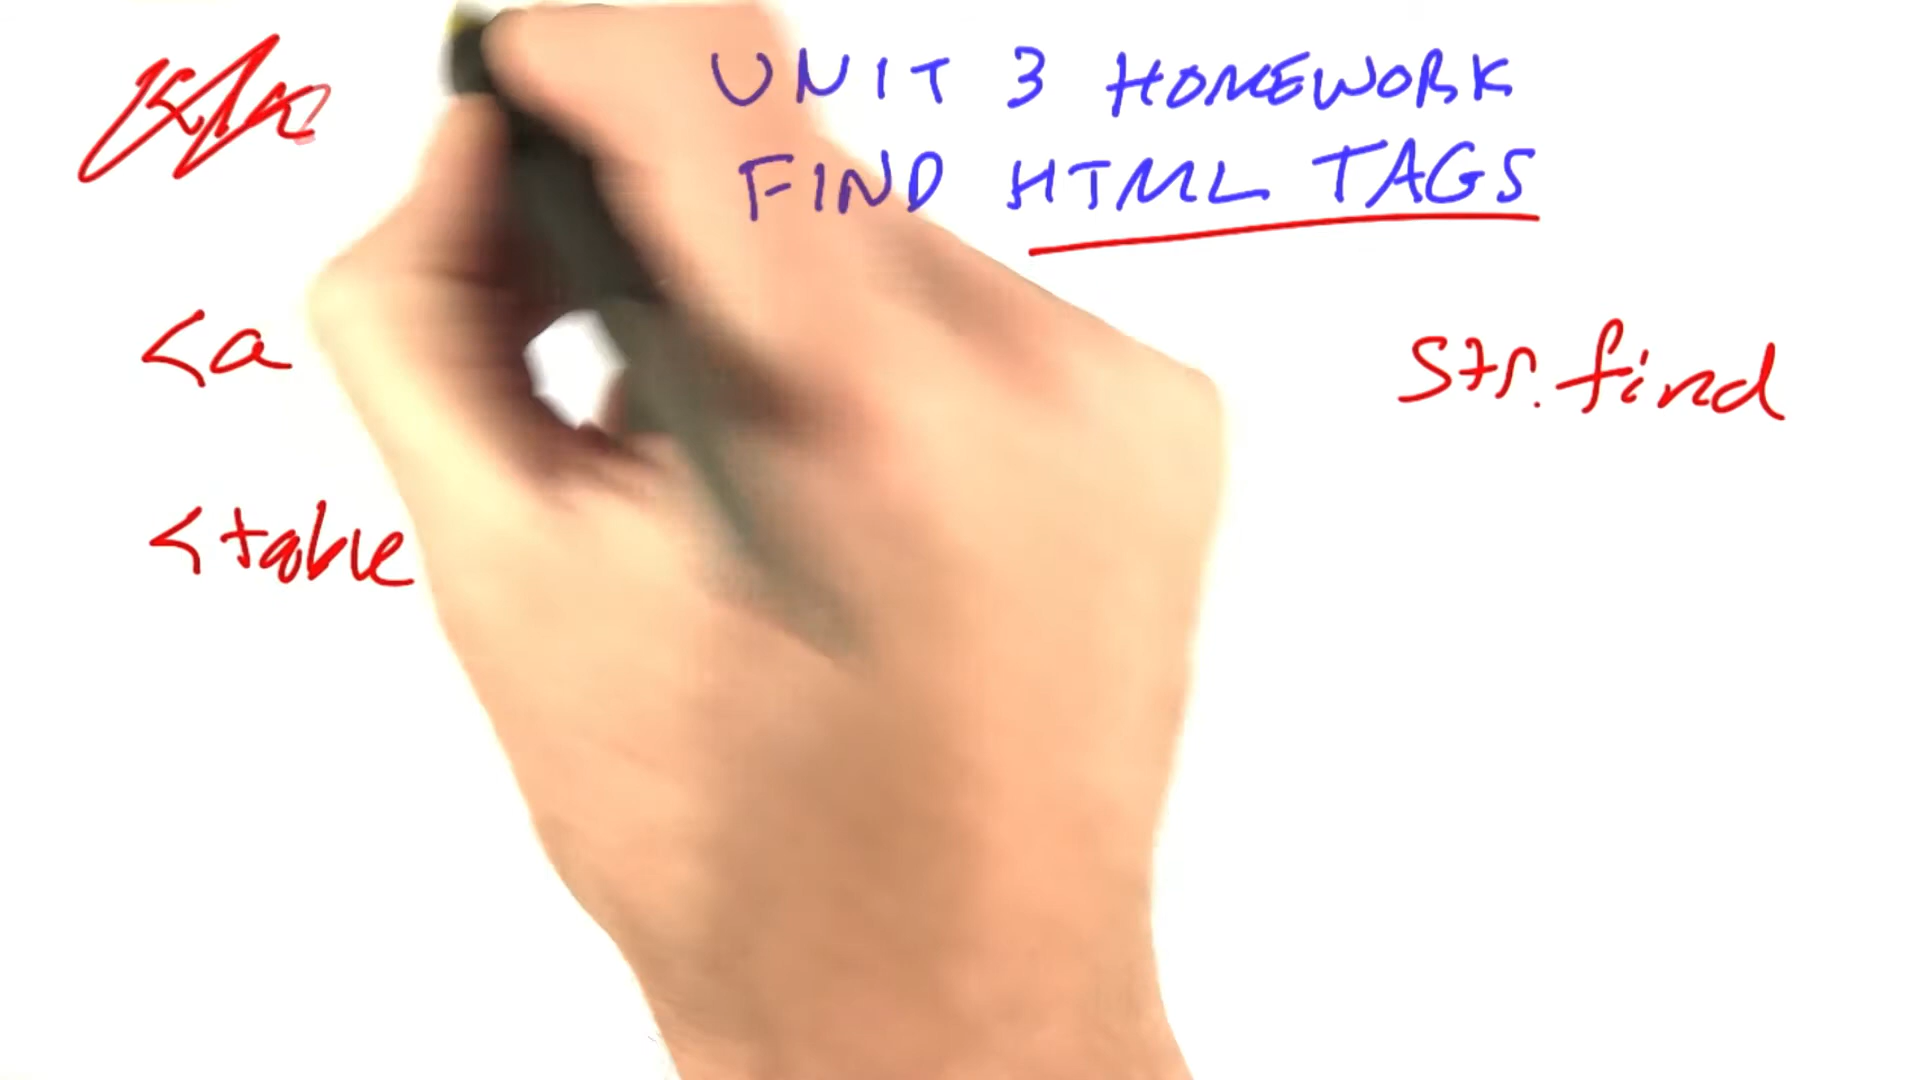 UNIT 3 HOMEWORK
FIND HTML TAGS
<a
str.find
<table